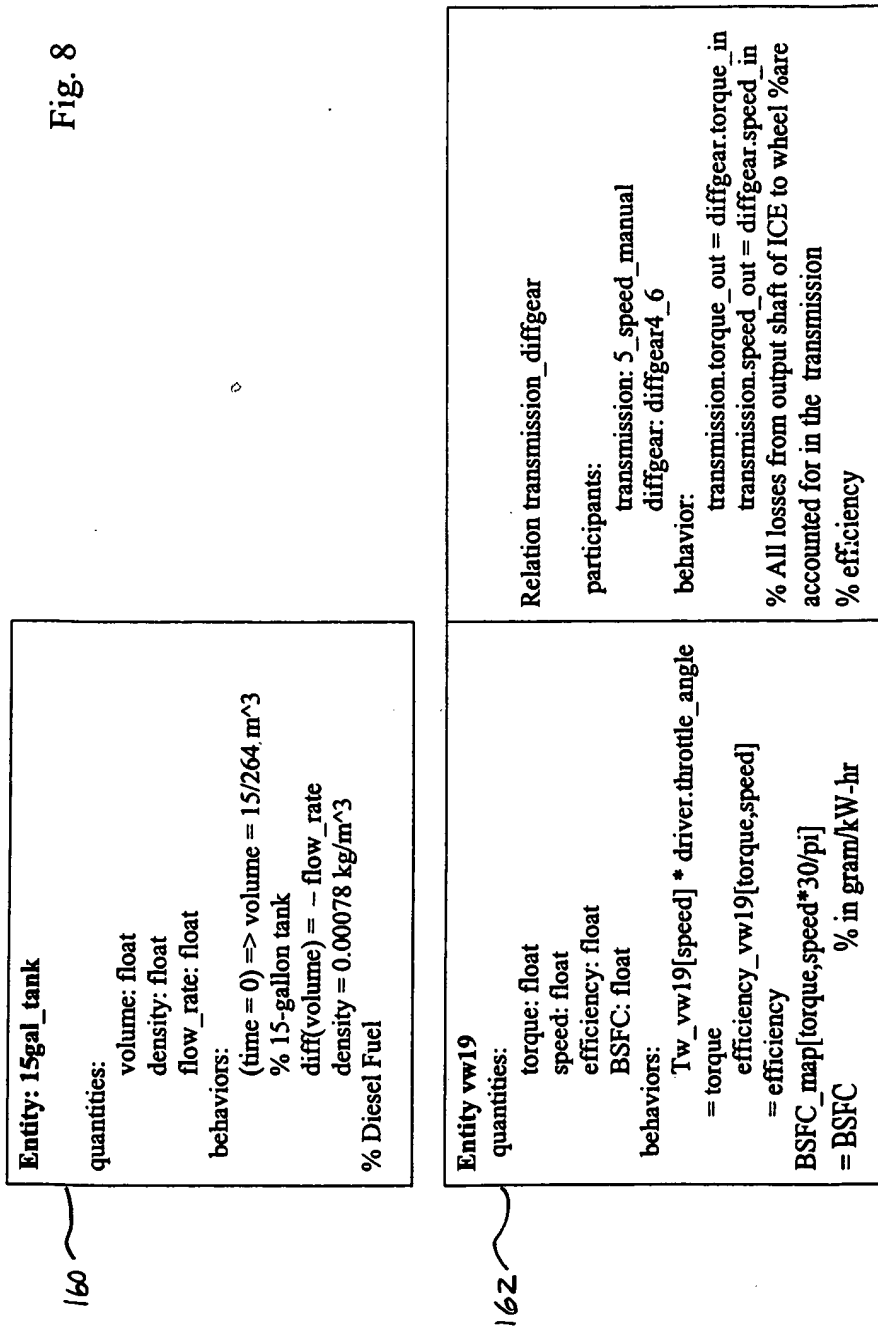 Fig. 8
160
Entity: 15gal_tank
quantities:
volume: float
density: float
flow_rate: float
behaviors:
(time = 0) => volume = 15/264 m^3
% 15-gallon tank
diff(volume) = – flow_rate
density = 0.00078 kg/m^3
% Diesel Fuel
162
Entity vw19
quantities:
torque: float
speed: float
efficiency: float
BSFC: float
behaviors:
Tw_vw19[speed] * driver.throttle_angle
= torque
efficiency_vw19[torque,speed]
= efficiency
BSFC_map[torque,speed*30/pi]
= BSFC % in gram/kW-hr
Relation transmission_diffgear
participants:
transmission: 5_speed_manual
diffgear: diffgear4_6
behavior:
transmission.torque_out = diffgear.torque_in
transmission.speed_out = diffgear.speed_in
% All losses from output shaft of ICE to wheel %are
accounted for in the transmission
% efficiency